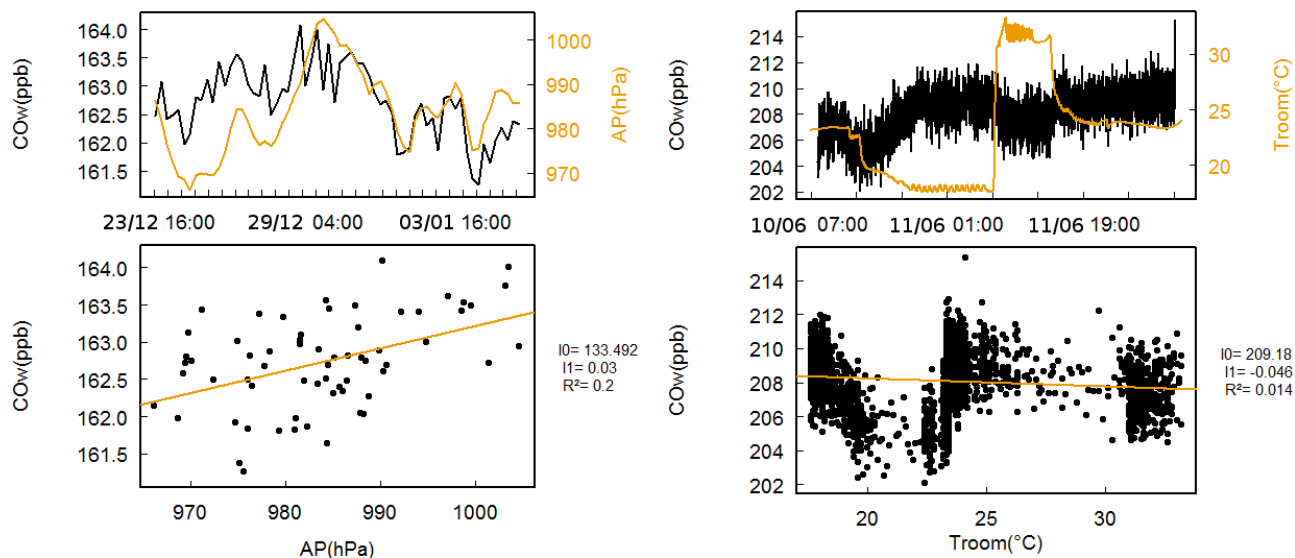 COw(ppb)
164.0
163.5
163.0
162.5
162.0
161.5
1000
990
980
970
AP(hPa)
23/12 16:00 29/12 04:00 03/01 16:00
COw(ppb)
214
212
210
208
206
204
202
30
25
20
Troom(°C)
10/06 07:00 11/06 01:00 11/06 19:00
COw(ppb)
164.0
163.5
163.0
162.5
162.0
161.5
970 980 990 1000
AP(hPa)
I0= 133.492
I1= 0.03
R²= 0.2
COw(ppb)
214
212
210
208
206
204
202
20 25 30
Troom(°C)
I0= 209.18
I1= -0.046
R²= 0.014